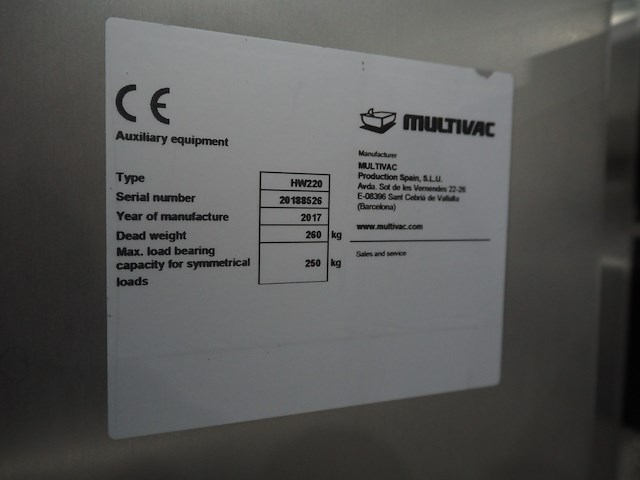 CE
Auxiliary equipment
Type HW220
Serial number 20188526
Year of manufacture 2017
Dead weight 260 kg
Max. load bearing
capacity for symmetrical 250 kg
loads
MULTIVAC
Manufacturer
MULTIVAC
Production Spain, S.L.U.
Avda. Sot de les Vernendes 22-26
E-08396 Sant Cebria de Vallalta
(Barcelona)
www.multivac.com
Sales and service